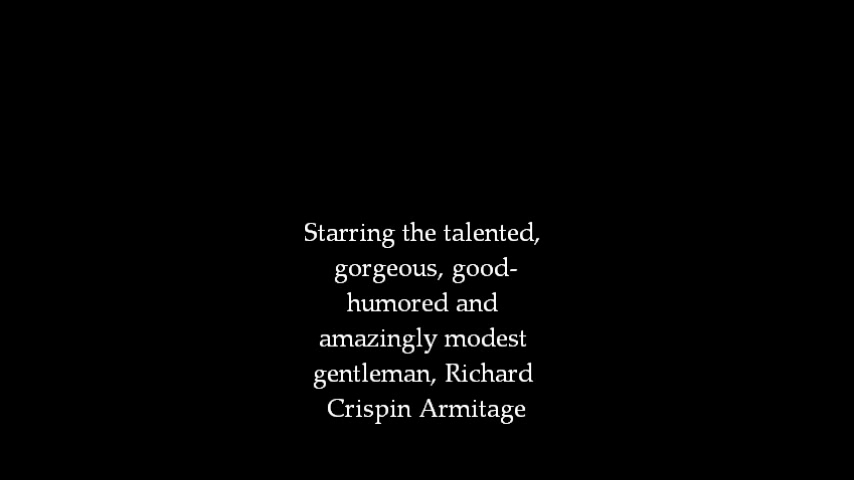 Starring the talented,
gorgeous, good-
humored and
amazingly modest
gentleman, Richard
Crispin Armitage